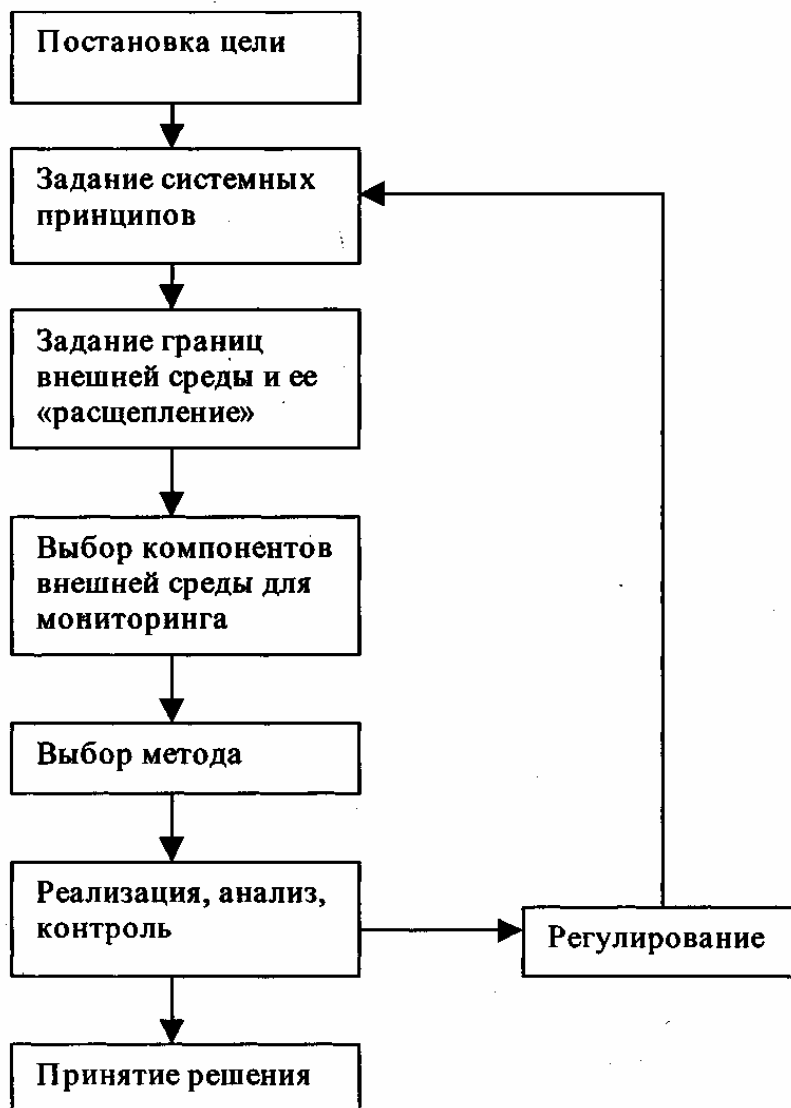 Постановка цели
Задание системных
принципов
Задание границ
внешней среды и ее
«расщепление»
Выбор компонентов
внешней среды для
мониторинга
Выбор метода
Реализация, анализ,
контроль
Регулирование
Принятие решения